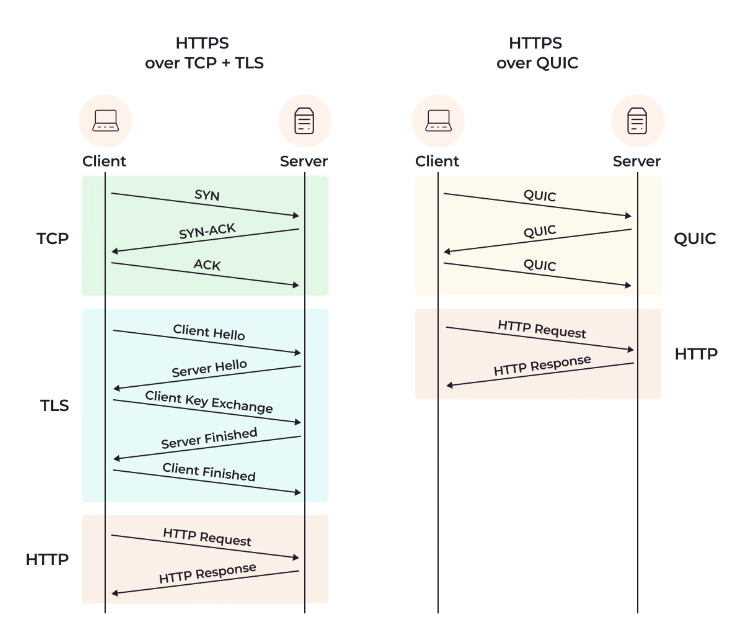 HTTPS
over TCP + TLS
Client
Server
TCP
SYN
SYN-ACK
ACK
TLS
Client Hello
Server Hello
Client Key Exchange
Server Finished
Client Finished
HTTP
HTTP Request
HTTP Response
HTTPS
over QUIC
Client
Server
QUIC
QUIC
QUIC
QUIC
HTTP Request
HTTP Response
HTTP